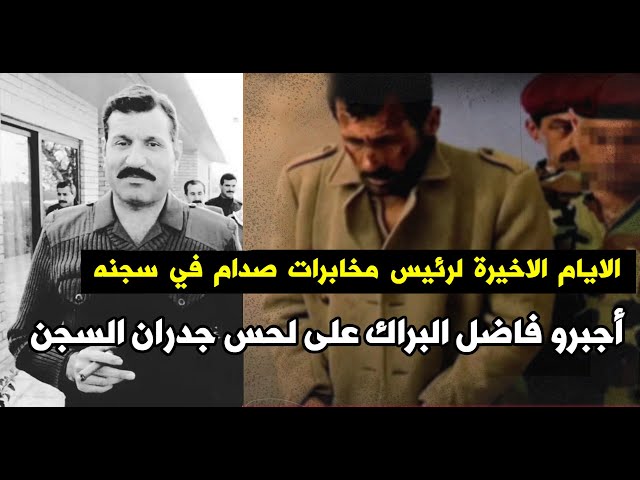 الايام الاخيرة لرئيس مخابرات صدام في سجنه
أجبرو فاضل البراك على لحس جدران السجن